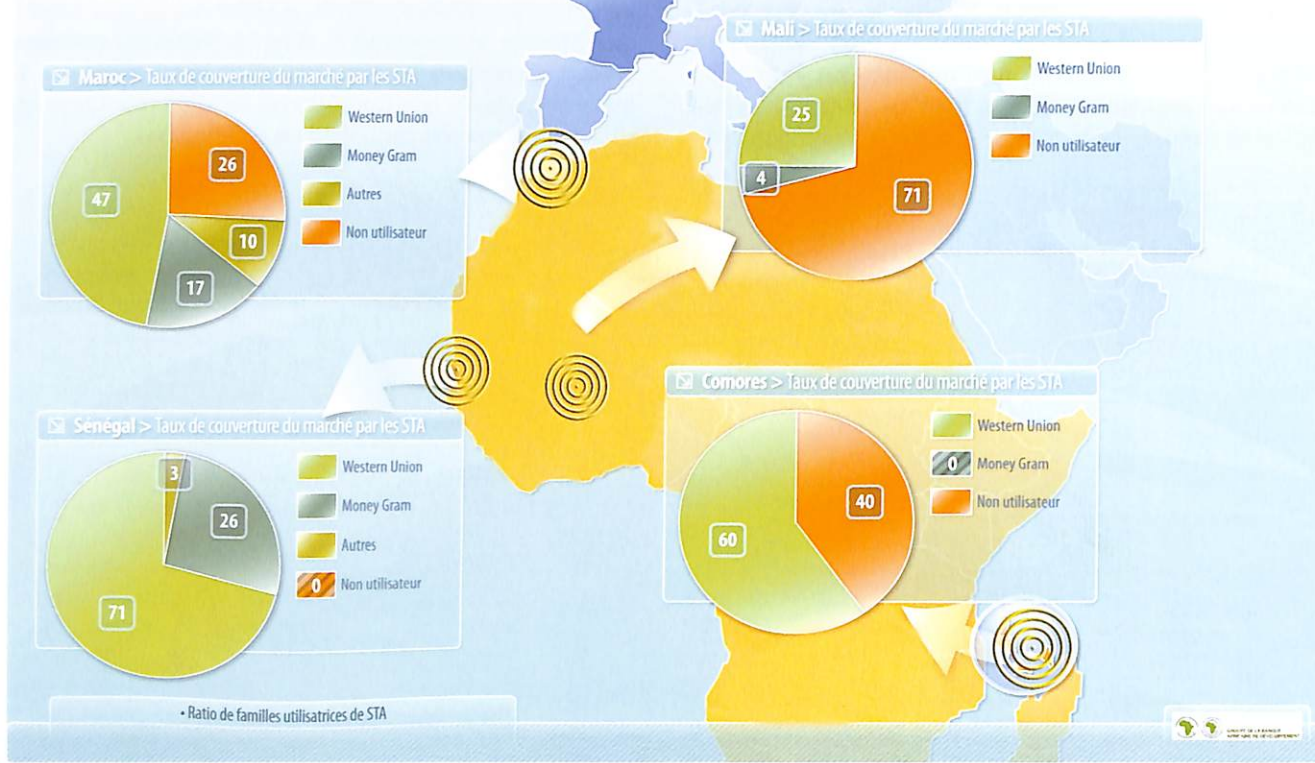 Maroc > Taux de couverture du marché par les STA
47
26
10
17
Western Union
Money Gram
Autres
Non utilisateur
Mali > Taux de couverture du marché par les STA
25
4
71
Western Union
Money Gram
Non utilisateur
Sénégal > Taux de couverture du marché par les STA
3
26
71
Western Union
Money Gram
Autres
0 Non utilisateur
Comores > Taux de couverture du marché par les STA
60
40
Western Union
0 Money Gram
Non utilisateur
• Ratio de familles utilisatrices de STA